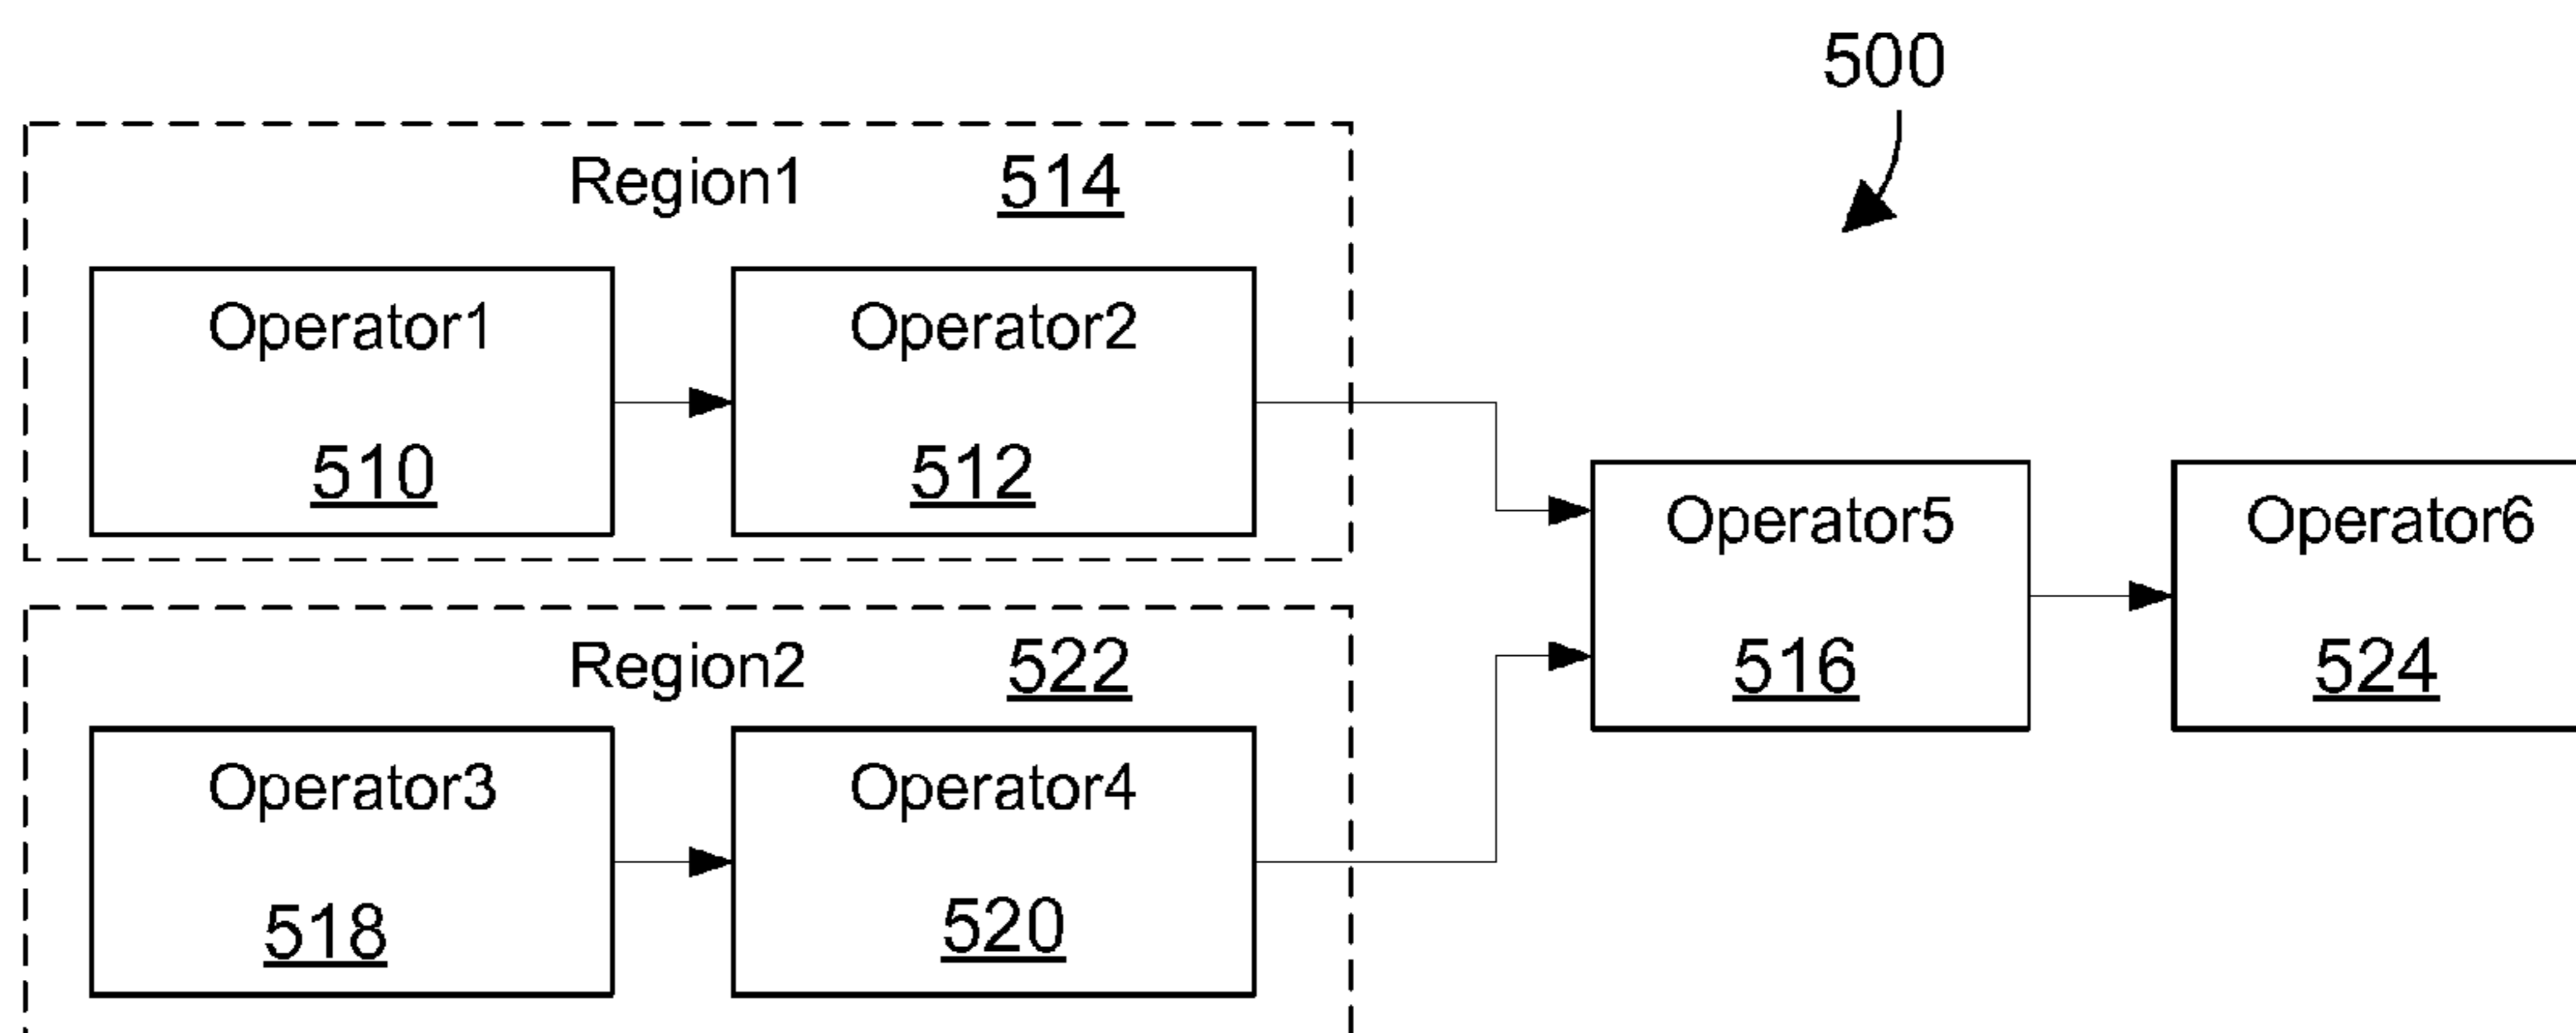 500
Region1 514
Operator1
510
Operator2
512
Operator5
516
Operator6
524
Region2 522
Operator3
518
Operator4
520